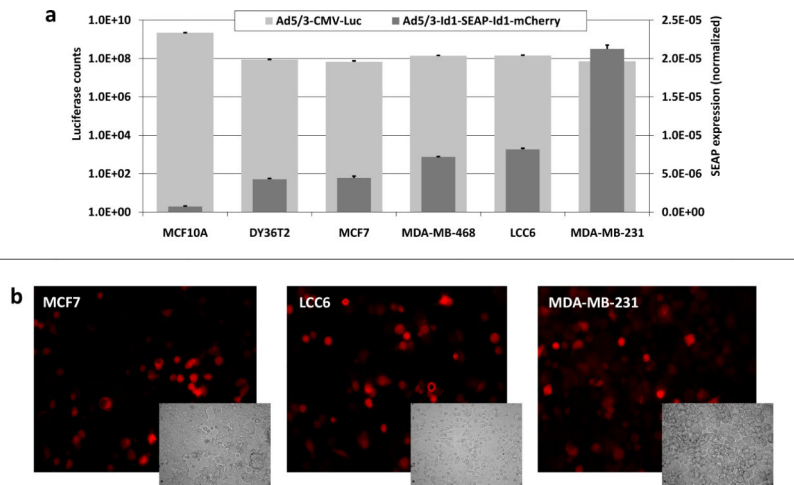 a
Ad5/3-CMV-Luc
Ad5/3-Id1-SEAP-Id1-mCherry
Luciferase counts
1.0E+10
1.0E+08
1.0E+06
1.0E+04
1.0E+02
1.0E+00
2.5E-05
2.0E-05
1.5E-05
1.0E-05
5.0E-06
0.0E+00
SEAP expression (normalized)
MCF10A DY36T2 MCF7 MDA-MB-468 LCC6 MDA-MB-231
b
MCF7
LCC6
MDA-MB-231